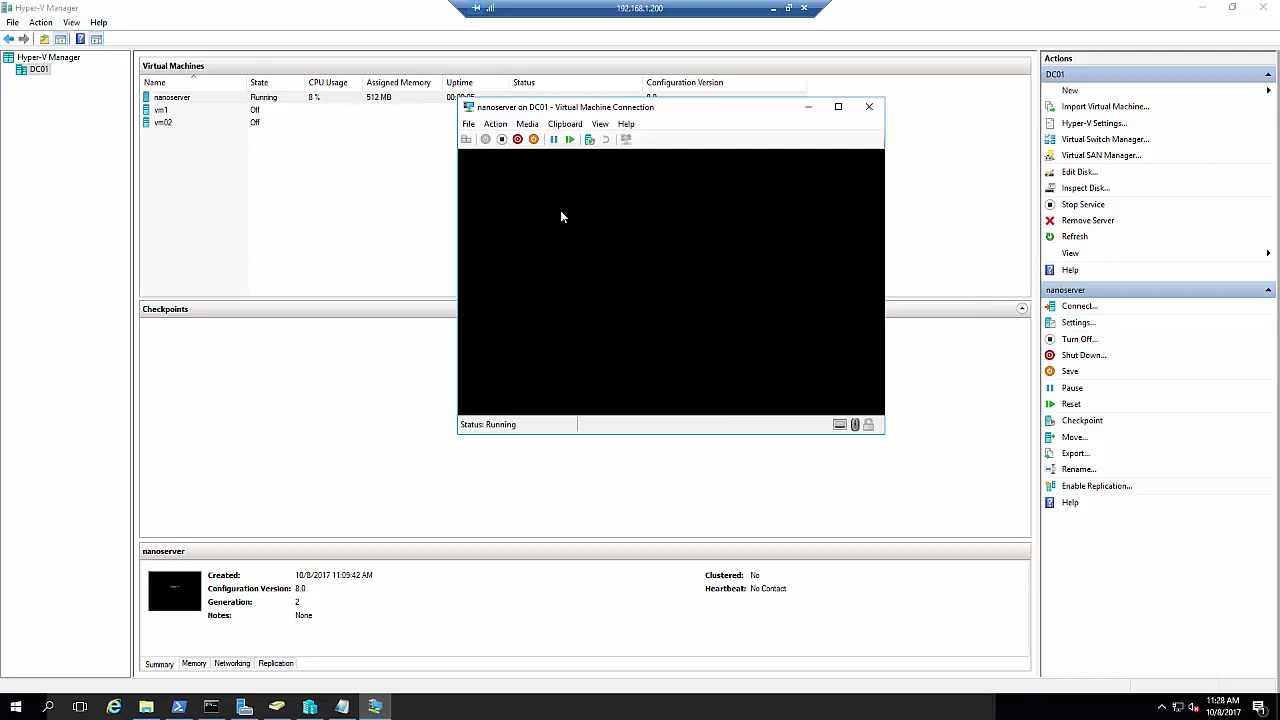 Hyper-V Manager
192.168.1.200
File Action View Help
Hyper-V Manager
DC01
Virtual Machines
Name State CPU Usage Assigned Memory Uptime Status Configuration Version
nanoserver Running 8 % 512 MB
vm1 Off
vm02 Off
nanoserver on DC01 - Virtual Machine Connection
File Action Media Clipboard View Help
Status: Running
Checkpoints
nanoserver
Created: 10/8/2017 11:09:42 AM
Configuration Version: 8.0
Generation: 2
Notes: None
Clustered: No
Heartbeat: No Contact
Summary Memory Networking Replication
Actions
DC01
New
Import Virtual Machine...
Hyper-V Settings...
Virtual Switch Manager...
Virtual SAN Manager...
Edit Disk...
Inspect Disk...
Stop Service
Remove Server
Refresh
View
Help
nanoserver
Connect...
Settings...
Turn Off...
Shut Down...
Save
Pause
Reset
Checkpoint
Move...
Export...
Rename...
Enable Replication...
Help
11:28 AM
10/8/2017